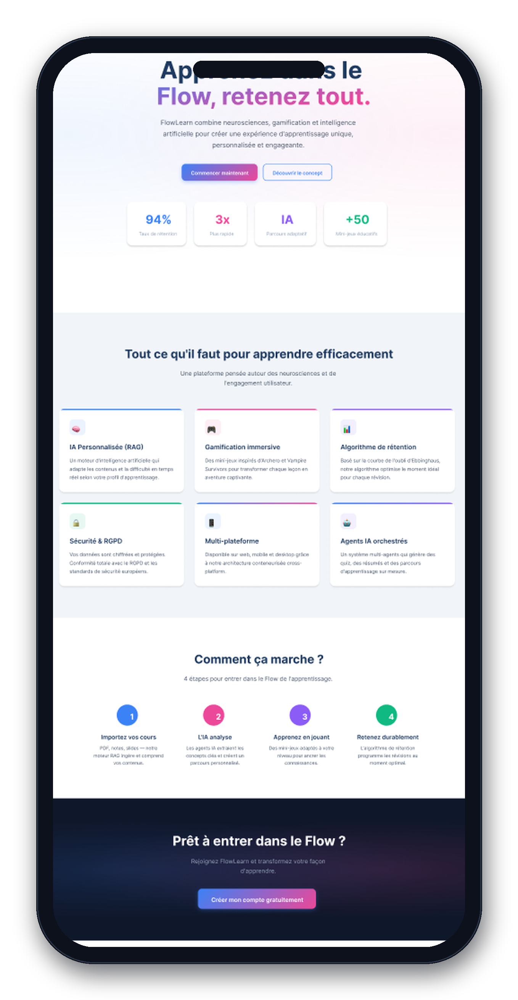 Apprenez dans le
Flow, retenez tout.
FlowLearn combine neurosciences, gamification et intelligence
artificielle pour créer une expérience d'apprentissage unique,
personnalisée et engageante.
Commencer maintenant
Découvrir le concept
94%
3x
IA
+50
Taux de rétention
Plus rapide
Parcours adaptatif
Mini-jeux éducatifs
Tout ce qu'il faut pour apprendre efficacement
Une plateforme pensée autour des neurosciences et de
l'engagement utilisateur.
IA Personnalisée (RAG)
Un moteur d'intelligence artificielle qui
adapte les contenus et la difficulté en temps
réel selon votre profil d'apprentissage.
Gamification immersive
Des mini-jeux inspirés d'Archero et Vampire
Survivors pour transformer chaque leçon en
aventure captivante.
Algorithme de rétention
Basé sur la courbe de l'oubli d'Ebbinghaus,
notre algorithme optimise le moment idéal
pour chaque révision.
Sécurité & RGPD
Vos données sont chiffrées et protégées.
Conformité totale avec le RGPD et les
standards de sécurité européens.
Multi-plateforme
Disponible sur web, mobile et desktop grâce
à notre architecture conteneurisée cross-
platform.
Agents IA orchestrés
Un système multi-agents qui génère des
quiz, des résumés et des parcours
d'apprentissage sur mesure.
Comment ça marche ?
4 étapes pour entrer dans le Flow de l'apprentissage.
1
Importez vos cours
PDF, notes, slides — notre
moteur RAG ingère et comprend
vos contenus.
2
L'IA analyse
Les agents IA extraient les
concepts clés et créent un
parcours personnalisé.
3
Apprenez en jouant
Des mini-jeux adaptés à votre
niveau pour ancrer les
connaissances.
4
Retenez durablement
L'algorithme de rétention
programme les révisions au
moment optimal.
Prêt à entrer dans le Flow ?
Rejoignez FlowLearn et transformez votre façon
d'apprendre.
Créer mon compte gratuitement